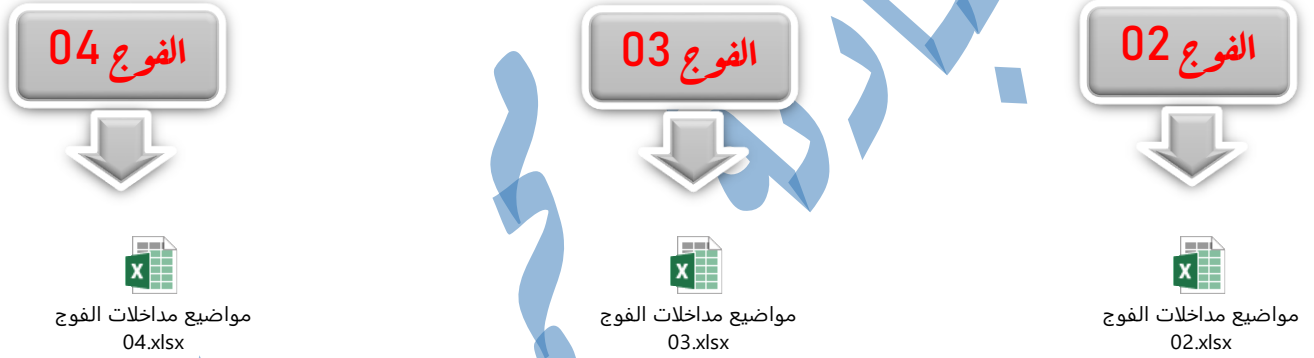 الفوج 02
الفوج 03
الفوج 04
مواضيع مداخلات الفوج
02.xlsx
مواضيع مداخلات الفوج
03.xlsx
مواضيع مداخلات الفوج
04.xlsx